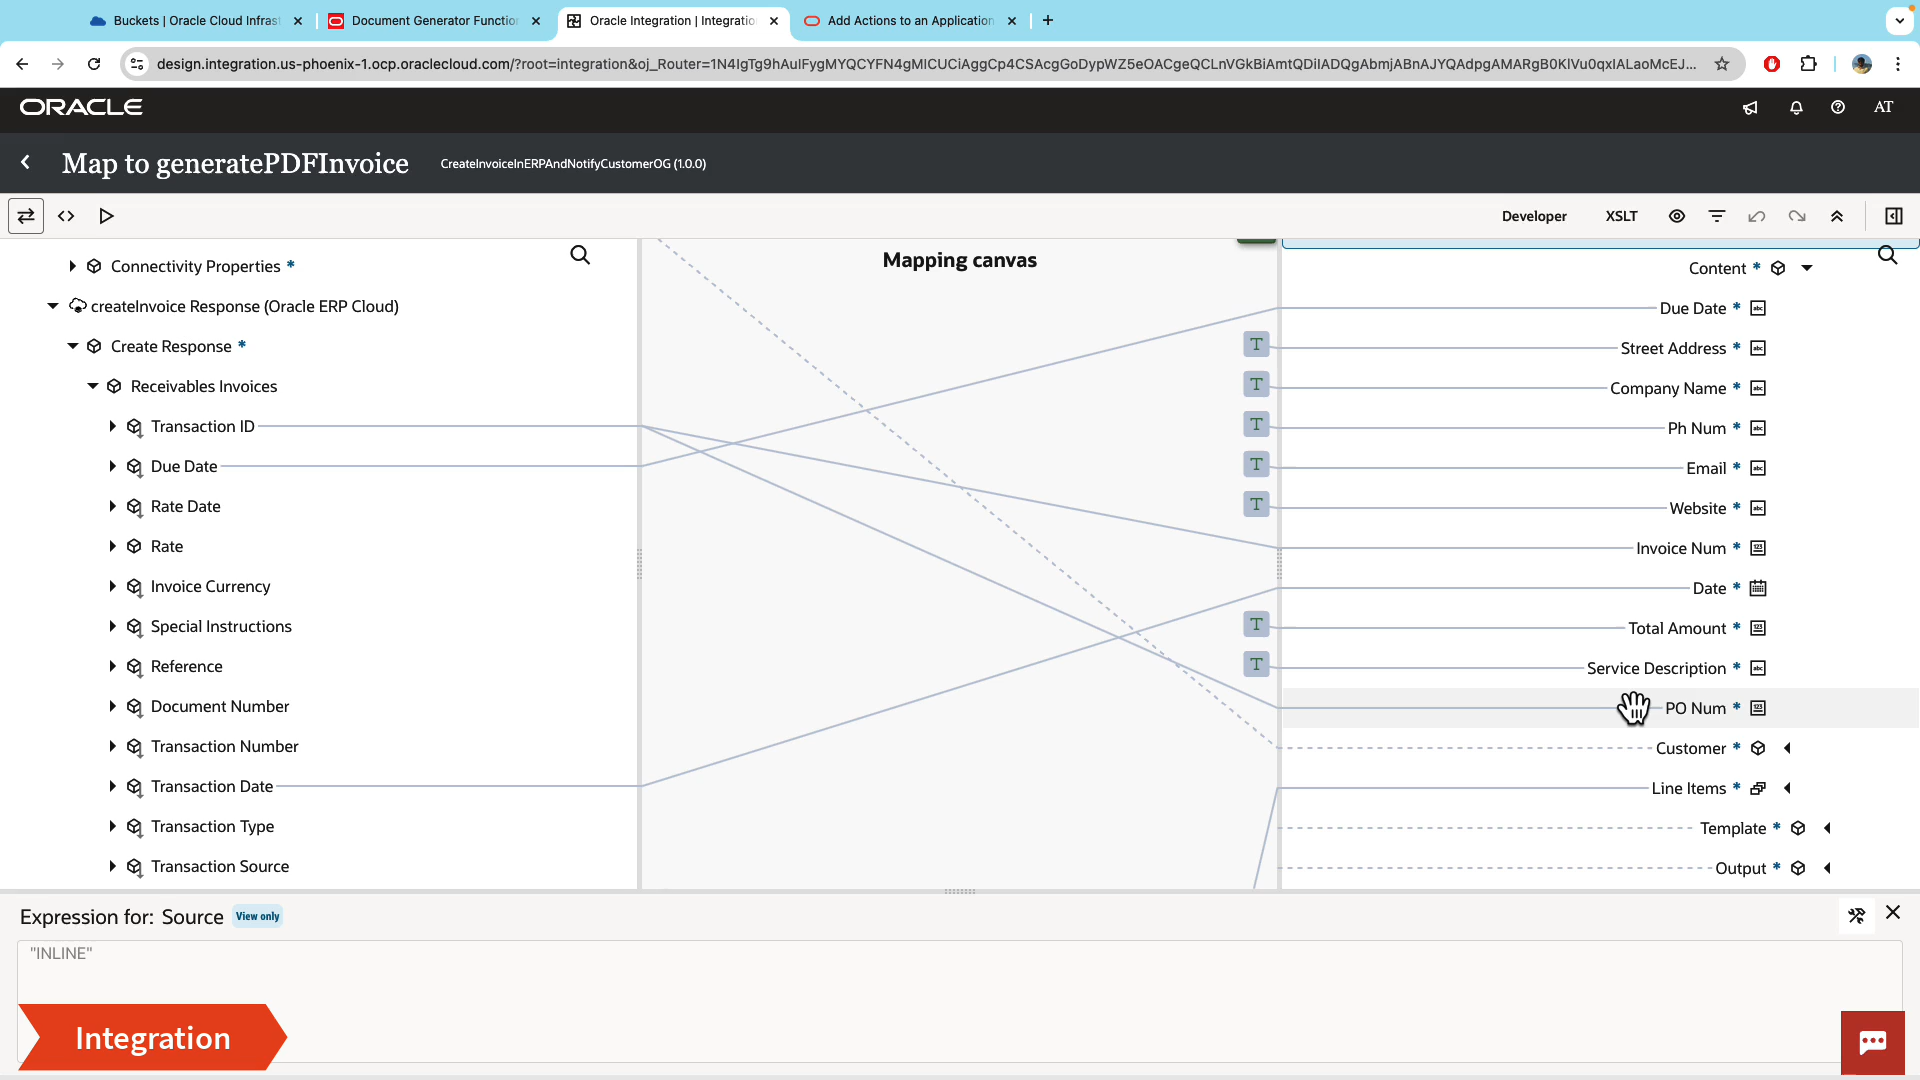 Buckets | Oracle Cloud Infras
Document Generator Function
Oracle Integration | Integratio
Add Actions to an Application
design.integration.us-phoenix-1.ocp.oraclecloud.com/?root=integration&oj_Router=
ORACLE
AT
Map to generatePDFInvoice
CreateInvoiceInERPAndNotifyCustomerOG (1.0.0)
Developer
XSLT
Mapping canvas
Connectivity Properties *
createInvoice Response (Oracle ERP Cloud)
Create Response *
Receivables Invoices
Transaction ID
Due Date
Rate Date
Rate
Invoice Currency
Special Instructions
Reference
Document Number
Transaction Number
Transaction Date
Transaction Type
Transaction Source
T
T
T
T
T
T
T
Content *
Due Date *
Street Address *
Company Name *
Ph Num *
Email *
Website *
Invoice Num *
Date *
Total Amount *
Service Description *
PO Num *
Customer *
Line Items *
Template *
Output *
Expression for: Source View only
"INLINE"
Integration